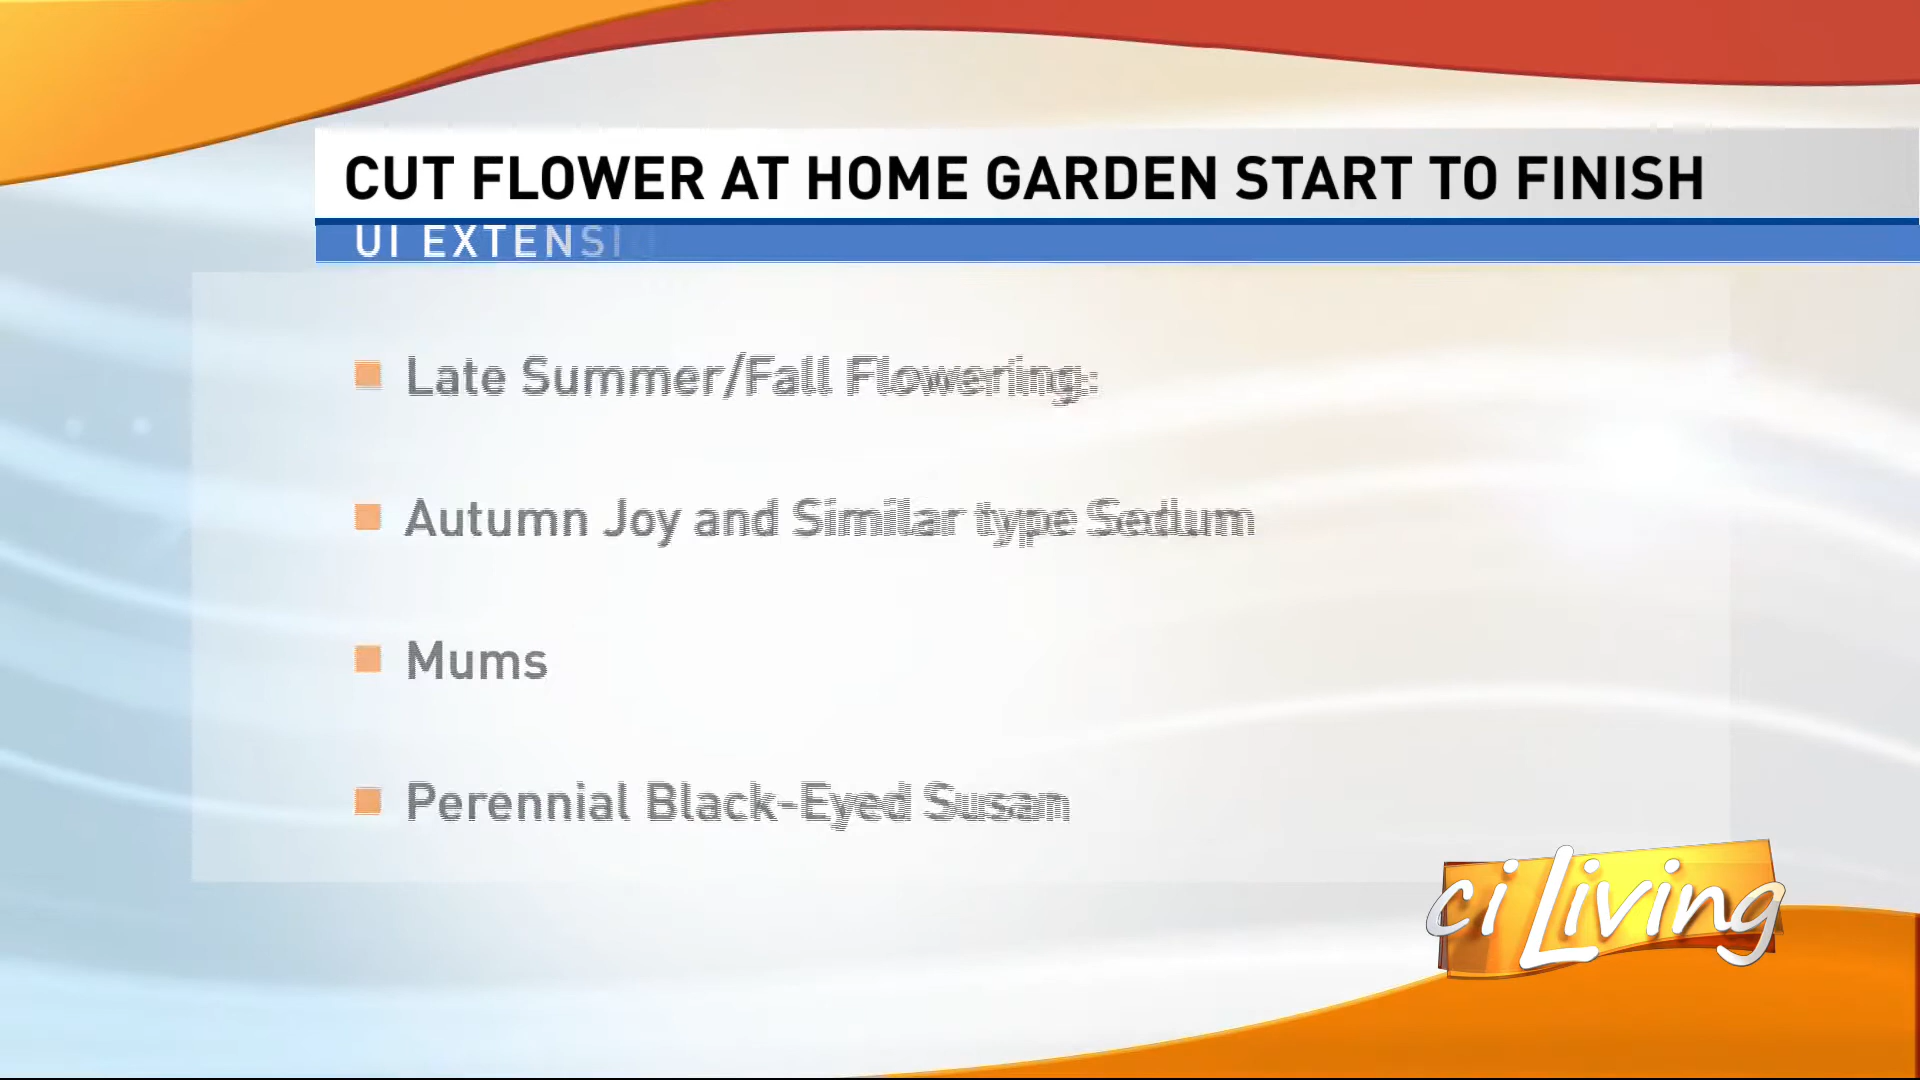 CUT FLOWER AT HOME GARDEN START TO FINISH
UI EXTENSI
Late Summer/Fall Flowering:
Autumn Joy and Similar type Sedum
Mums
Perennial Black-Eyed Susan
ci Living